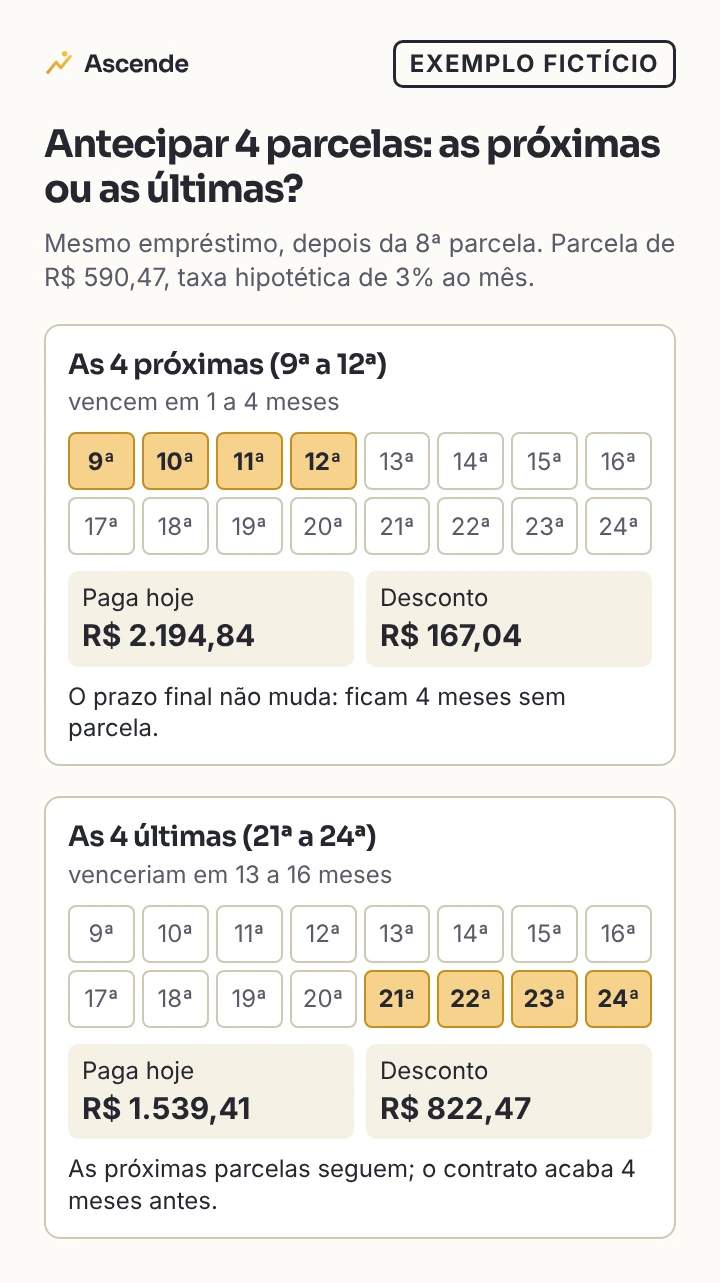 Ascende
EXEMPLO FICTÍCIO
Antecipar 4 parcelas: as próximas
ou as últimas?
Mesmo empréstimo, depois da 8ª parcela. Parcela de
R$ 590,47, taxa hipotética de 3% ao mês.
As 4 próximas (9ª a 12ª)
vencem em 1 a 4 meses
9ª 10ª 11ª 12ª 13ª 14ª 15ª 16ª
17ª 18ª 19ª 20ª 21ª 22ª 23ª 24ª
Paga hoje
R$ 2.194,84
Desconto
R$ 167,04
O prazo final não muda: ficam 4 meses sem
parcela.
As 4 últimas (21ª a 24ª)
venceriam em 13 a 16 meses
9ª 10ª 11ª 12ª 13ª 14ª 15ª 16ª
17ª 18ª 19ª 20ª 21ª 22ª 23ª 24ª
Paga hoje
R$ 1.539,41
Desconto
R$ 822,47
As próximas parcelas seguem; o contrato acaba 4
meses antes.